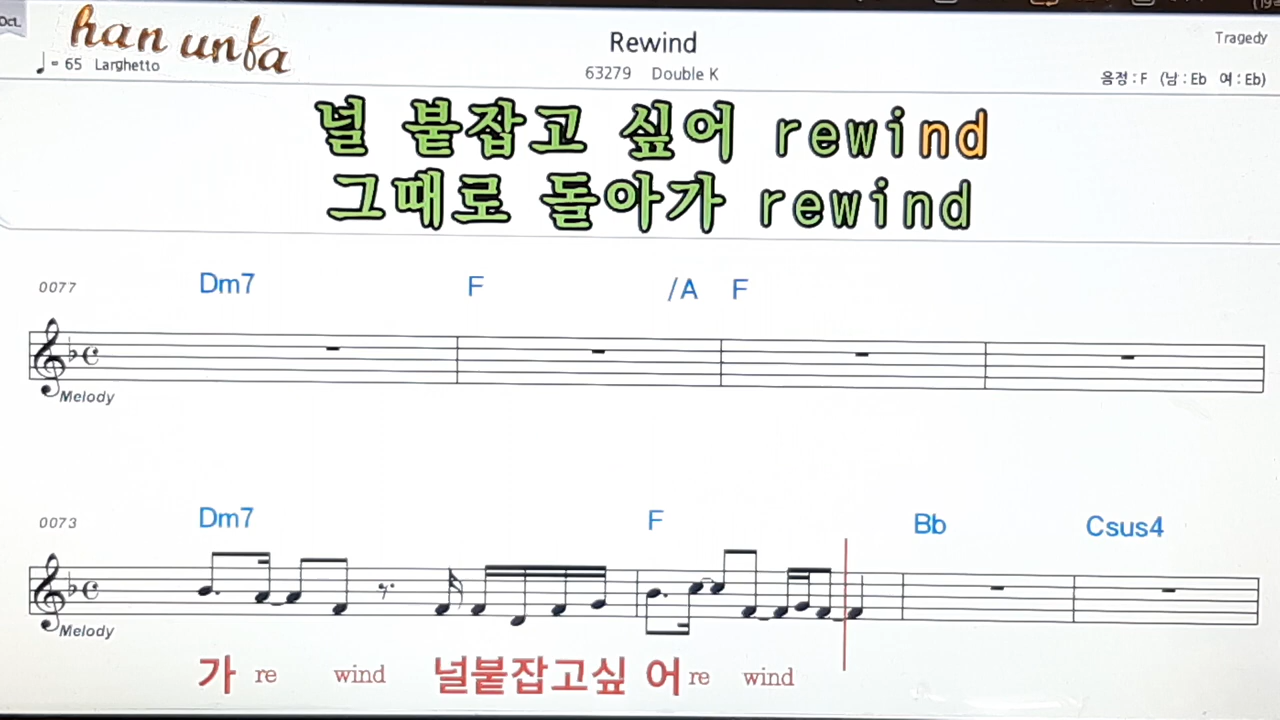 Oct.
han unfa
♩= 65 Larghetto
Rewind
63279 Double K
Tragedy
음정 : F (남 : Eb 여 : Eb)
널 붙잡고 싶어 rewind
그때로 돌아가 rewind
0077
Dm7 F /A F
Melody
0073
Dm7 F Bb Csus4
Melody
가 re wind 널붙잡고싶 어 re wind